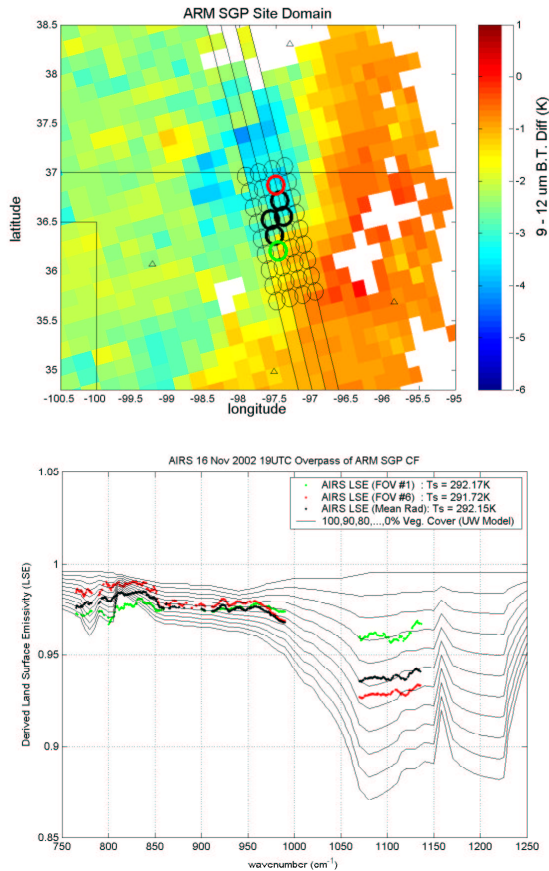 ARM SGP Site Domain
38.5
38
37.5
37
36.5
36
35.5
35
-100.5 -100 -99.5 -99 -98.5 -98 -97.5 -97 -96.5 -96 -95.5 -95
latitude
longitude
1
0
-1
-2
-3
-4
-5
-6
9 - 12 um B.T. Diff (K)
AIRS 16 Nov 2002 19UTC Overpass of ARM SGP CF
AIRS LSE (FOV #1) : Ts = 292.17K
AIRS LSE (FOV #6) : Ts = 291.72K
AIRS LSE (Mean Rad): Ts = 292.15K
100,90,80,...,0% Veg. Cover (UW Model)
1.05
1
0.95
0.9
0.85
Derived Land Surface Emissivity (LSE)
750 800 850 900 950 1000 1050 1100 1150 1200 1250
wavenumber (cm⁻¹)